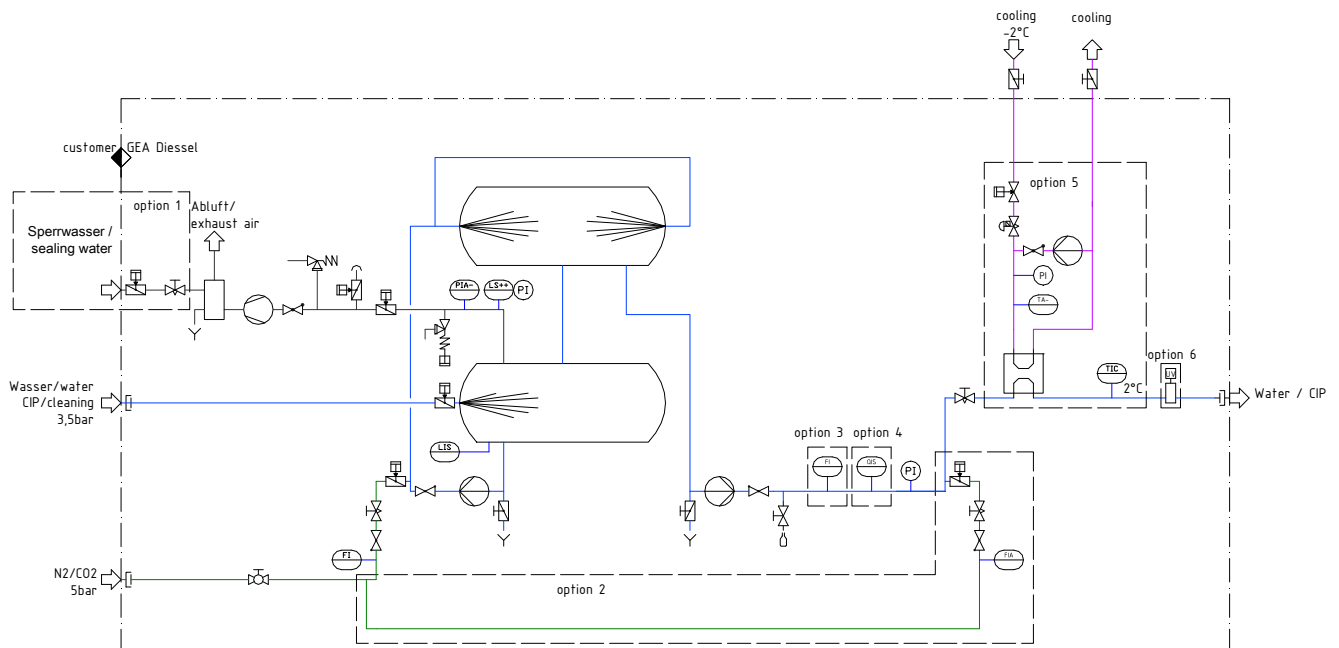 cooling
-2°C
cooling
customer
GEA Diessel
option 1
Abluft/
exhaust air
Sperrwasser /
sealing water
option 5
PIA-
LS++
PI
PI
TA-
option 6
Wasser/water
CIP/cleaning
3,5bar
TIC
2°C
UV
Water / CIP
LIS
option 3
option 4
FI
QIS
PI
FI
FIA
N2/CO2
5bar
option 2